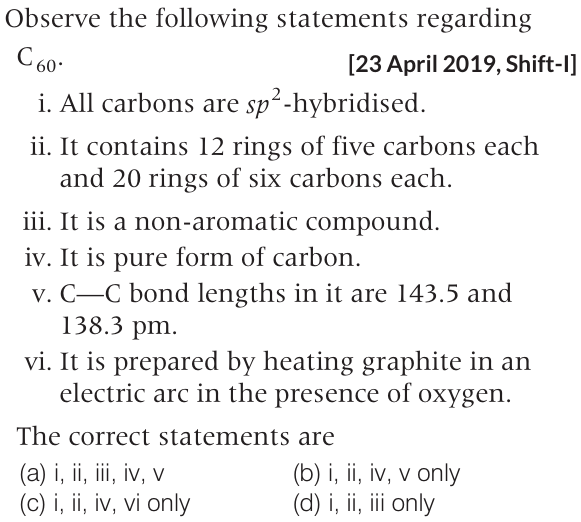 Observe the following statements regarding
C₆₀. [23 April 2019, Shift-I]
i. All carbons are sp²-hybridised.
ii. It contains 12 rings of five carbons each
and 20 rings of six carbons each.
iii. It is a non-aromatic compound.
iv. It is pure form of carbon.
v. C—C bond lengths in it are 143.5 and
138.3 pm.
vi. It is prepared by heating graphite in an
electric arc in the presence of oxygen.
The correct statements are
(a) i, ii, iii, iv, v (b) i, ii, iv, v only
(c) i, ii, iv, vi only (d) i, ii, iii only